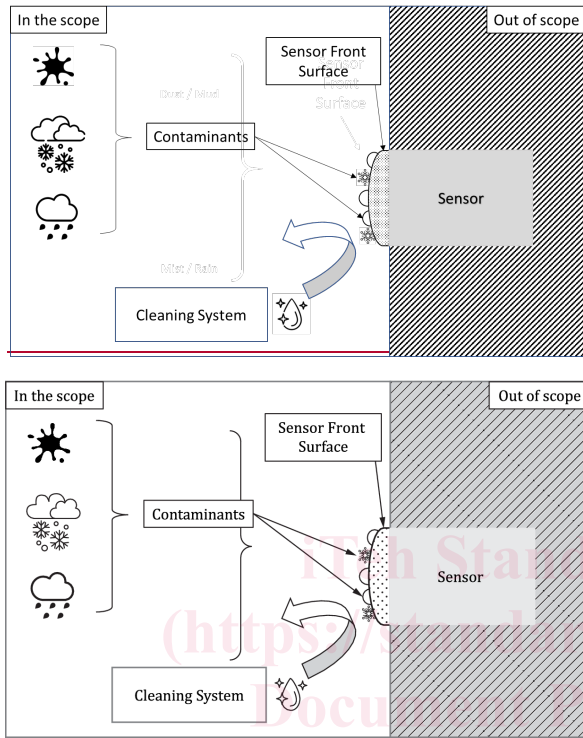 In the scope
Out of scope
Sensor Front
Surface
Sensor
Front
Surface
Dust / Mud
Contaminants
Sensor
Mist / Rain
Cleaning System
In the scope
Out of scope
Sensor Front
Surface
Contaminants
iTeh Stand
Sensor
(https://standar
Cleaning System
Document P